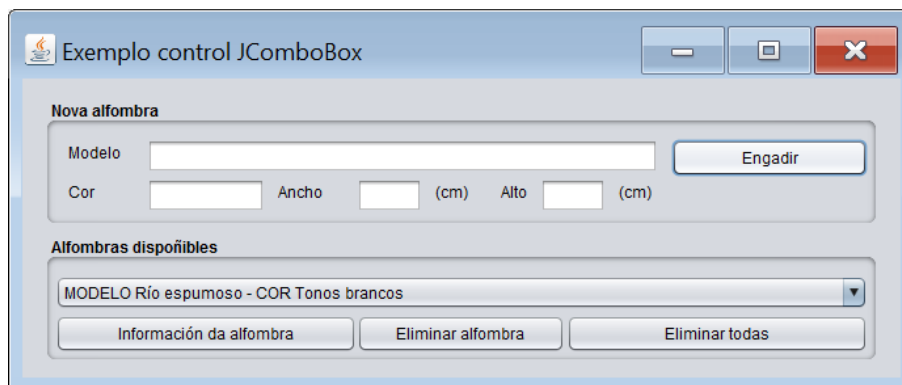 Exemplo control JComboBox
Nova alfombra
Modelo Engadir
Cor Ancho (cm) Alto (cm)
Alfombras dispoñibles
MODELO Río espumoso - COR Tonos brancos
Información da alfombra Eliminar alfombra Eliminar todas